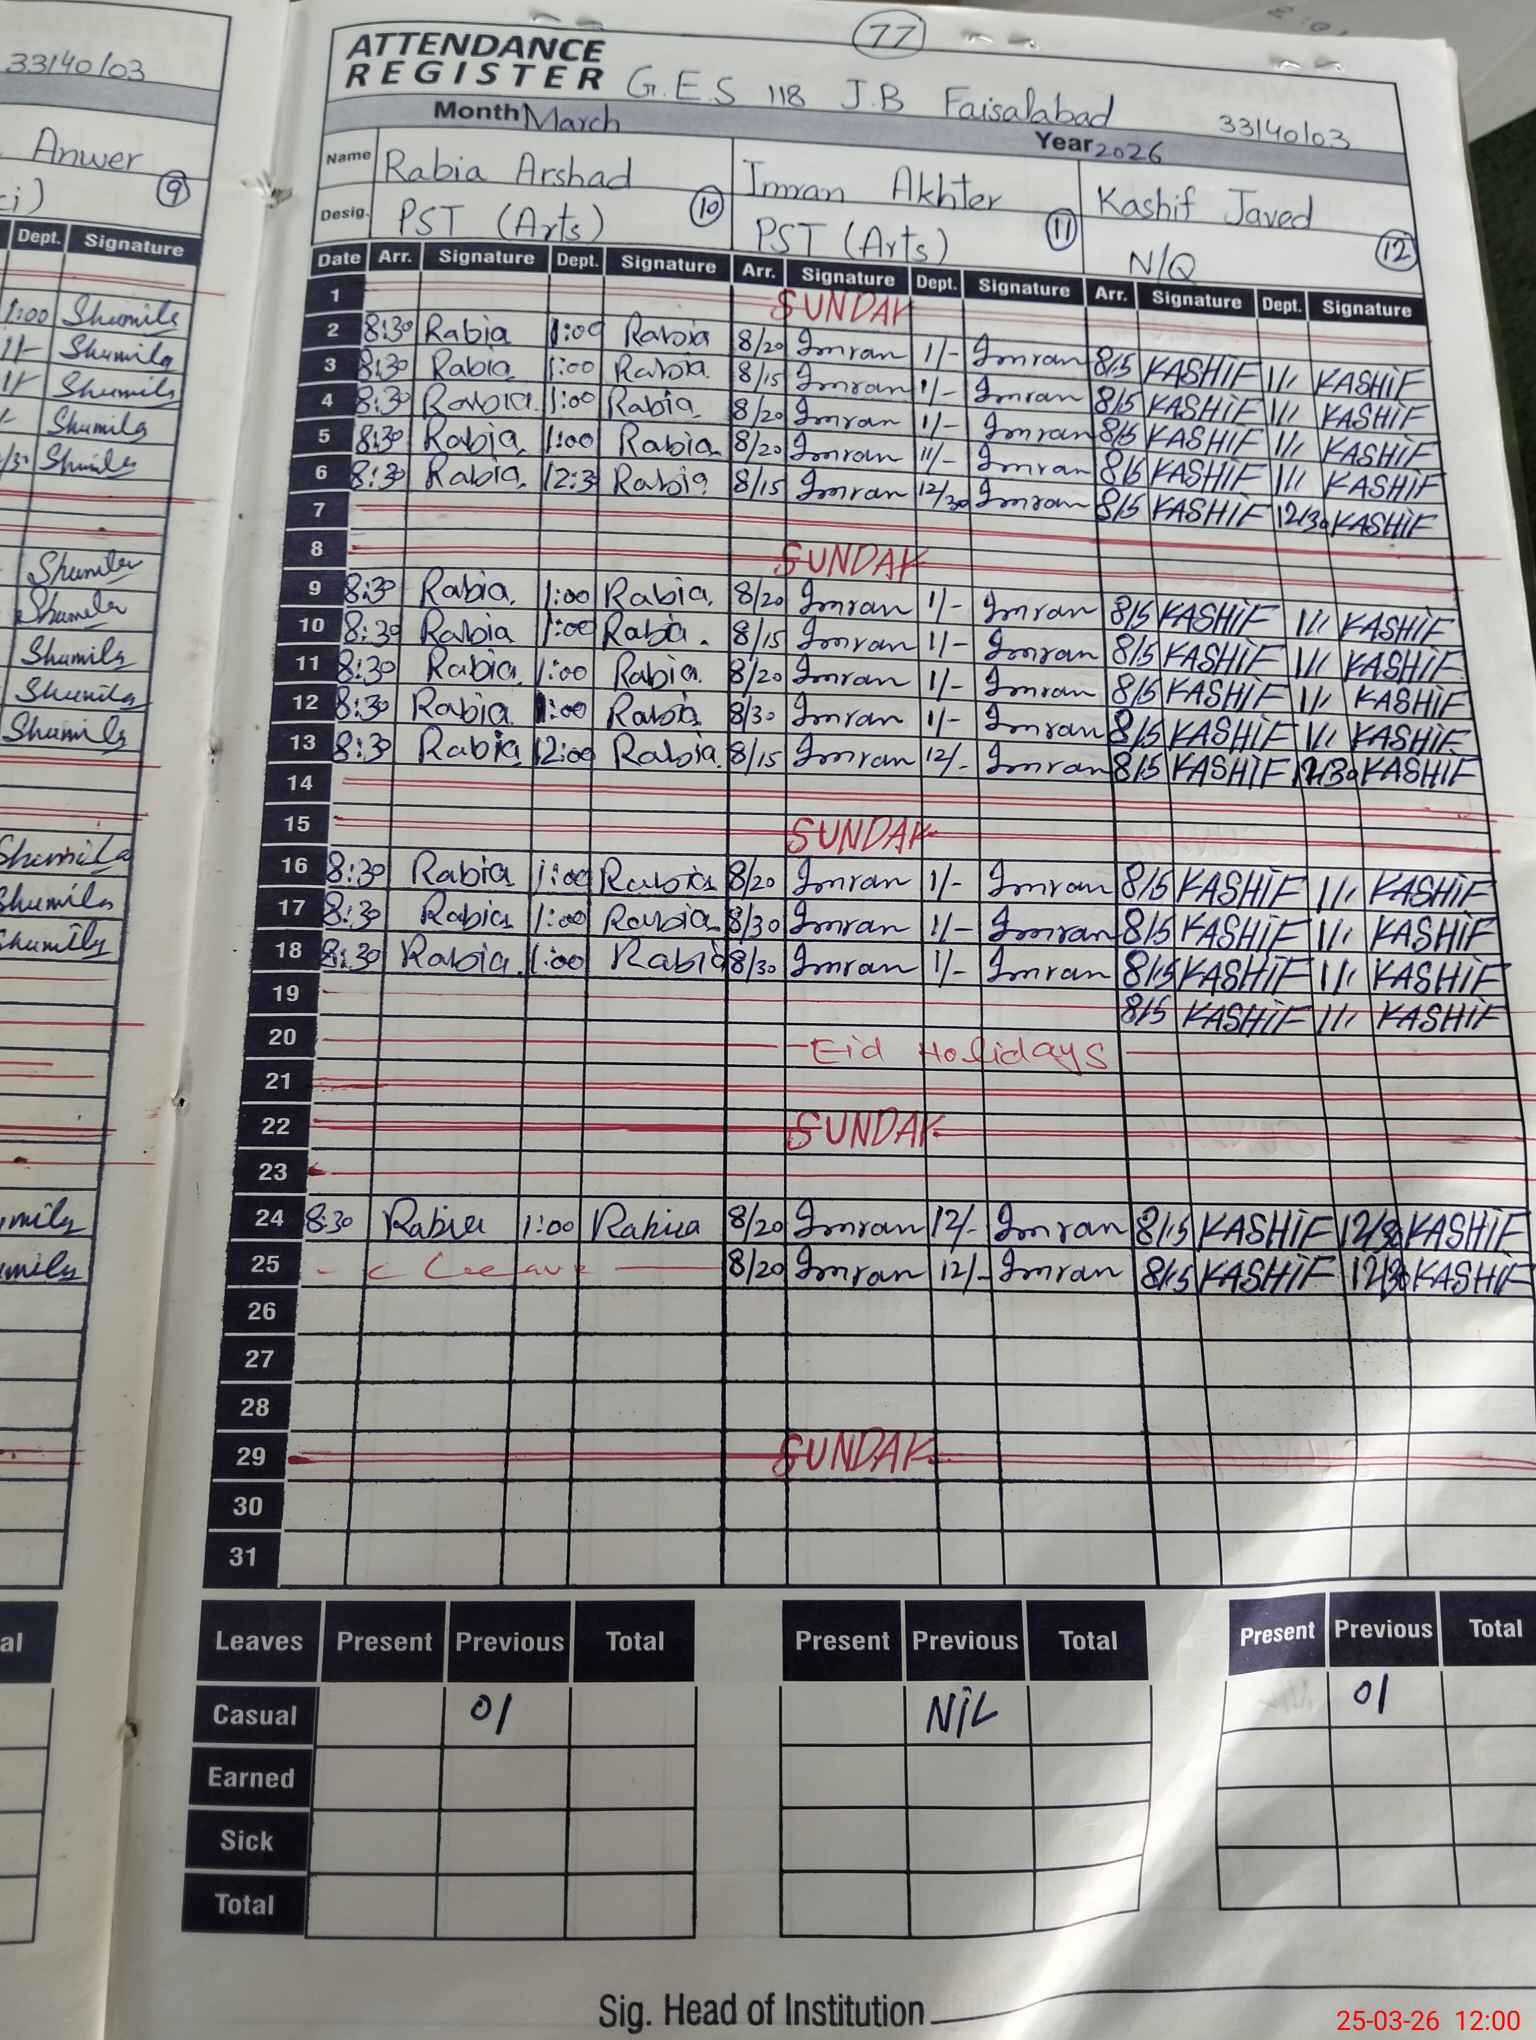 33140103
Anwer
9
Dept. Signature
1:00 Shumila
1/- Shumila
1/- Shumila
Shumila
Shumila
Shumila
Shumila
Shumila
Shumila
Shumila
Shumila
Shumila
Shumila
77
ATTENDANCE
REGISTER G.E.S 118 J.B Faisalabad 33140103
Month March Year 2026
Name Rabia Arshad Imran Akhter Kashif Javed
Desig. PST (Arts) 10 PST (Arts) 11 N/Q 12
Date Arr. Signature Dept. Signature Arr. Signature Dept. Signature Arr. Signature Dept. Signature
1 SUNDAY
2 8:30 Rabia 1:00 Rabia 8/20 Imran 1/- Imran 8/15 KASHIF 1/1 KASHIF
3 8:30 Rabia 1:00 Rabia 8/15 Imran 1/- Imran 8/15 KASHIF 1/1 KASHIF
4 8:30 Rabia 1:00 Rabia 8/20 Imran 1/- Imran 8/15 KASHIF 1/1 KASHIF
5 8:30 Rabia 1:00 Rabia 8/20 Imran 1/- Imran 8/15 KASHIF 1/1 KASHIF
6 8:30 Rabia 12:3 Rabia 8/15 Imran 12/30 Imran 8/15 KASHIF 12/30 KASHIF
7
8 SUNDAY
9 8:30 Rabia 1:00 Rabia 8/20 Imran 1/- Imran 8/15 KASHIF 1/1 KASHIF
10 8:30 Rabia 1:00 Rabia 8/15 Imran 1/- Imran 8/15 KASHIF 1/1 KASHIF
11 8:30 Rabia 1:00 Rabia 8/20 Imran 1/- Imran 8/15 KASHIF 1/1 KASHIF
12 8:30 Rabia 1:00 Rabia 8/30 Imran 1/- Imran 8/15 KASHIF 1/1 KASHIF
13 8:30 Rabia 12:00 Rabia 8/15 Imran 12/- Imran 8/15 KASHIF 12/30 KASHIF
14
15 SUNDAY
16 8:30 Rabia 1:00 Rabia 8/20 Imran 1/- Imran 8/15 KASHIF 1/1 KASHIF
17 8:30 Rabia 1:00 Rabia 8/30 Imran 1/- Imran 8/15 KASHIF 1/1 KASHIF
18 8:30 Rabia 1:00 Rabia 8/30 Imran 1/- Imran 8/15 KASHIF 1/1 KASHIF
19 8/15 KASHIF 1/1 KASHIF
20 Eid Holidays
21
22 SUNDAY
23
24 8:30 Rabia 1:00 Rabia 8/20 Imran 12/- Imran 8/15 KASHIF 12/30 KASHIF
25 C Leave 8/20 Imran 12/- Imran 8/15 KASHIF 12/30 KASHIF
26
27
28
29 SUNDAY
30
31
Leaves Present Previous Total Present Previous Total Present Previous Total
Casual 01 NIL 01
Earned
Sick
Total
Sig. Head of Institution
25-03-26 12:00